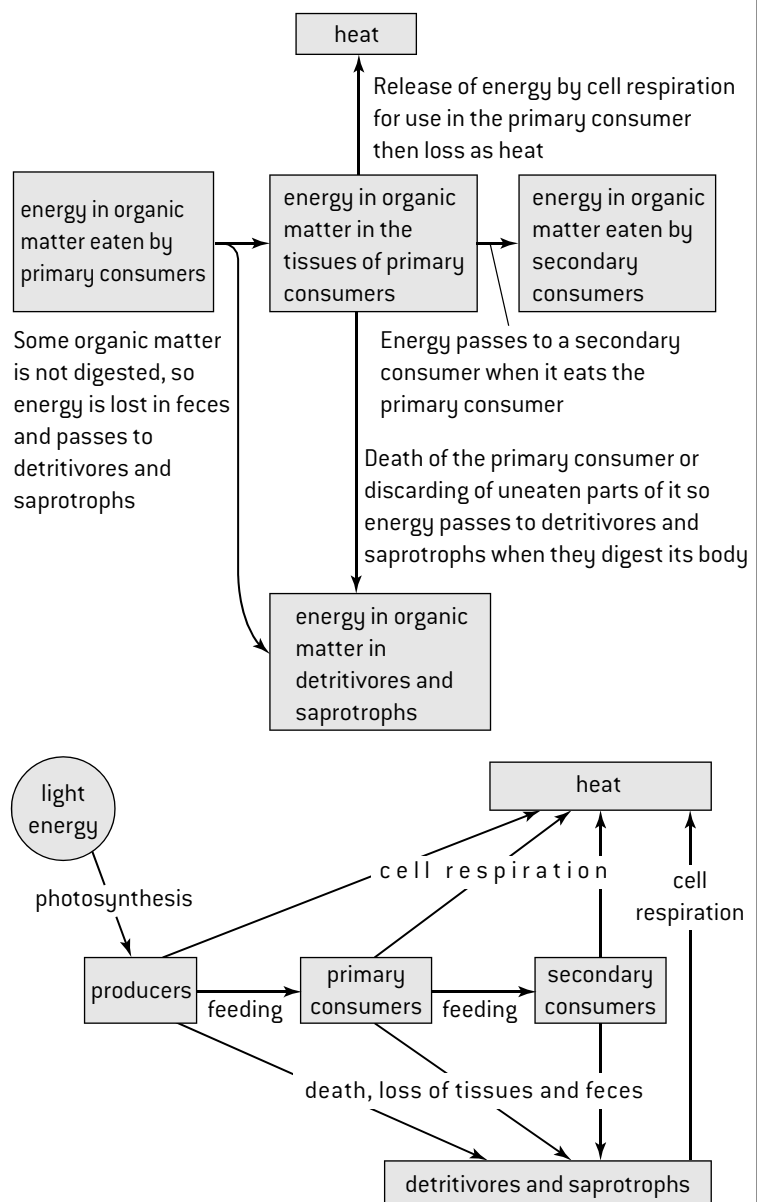 heat
Release of energy by cell respiration
for use in the primary consumer
then loss as heat
energy in organic
matter eaten by
primary consumers
energy in organic
matter in the
tissues of primary
consumers
energy in organic
matter eaten by
secondary
consumers
Some organic matter
is not digested, so
energy is lost in feces
and passes to
detritivores and
saprotrophs
Energy passes to a secondary
consumer when it eats the
primary consumer
Death of the primary consumer or
discarding of uneaten parts of it so
energy passes to detritivores and
saprotrophs when they digest its body
energy in organic
matter in
detritivores and
saprotrophs
light
energy
heat
photosynthesis
cell respiration
cell
respiration
producers
feeding
primary
consumers
feeding
secondary
consumers
death, loss of tissues and feces
detritivores and saprotrophs